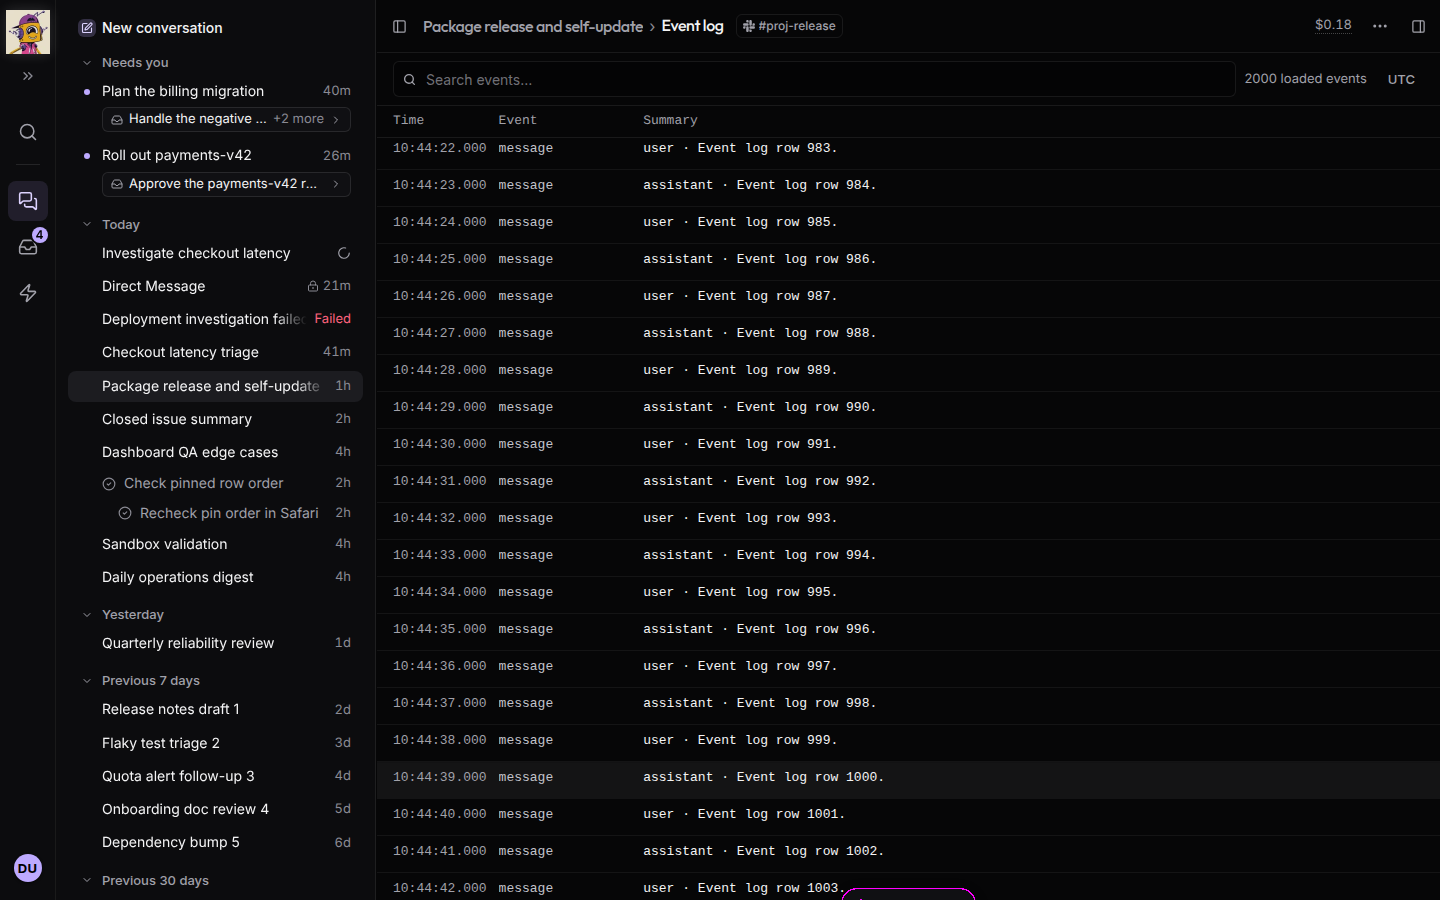 New conversation
Needs you
Plan the billing migration 40m
Handle the negative ... +2 more
Roll out payments-v42 26m
Approve the payments-v42 r...
Today
Investigate checkout latency
Direct Message 21m
Deployment investigation failed Failed
Checkout latency triage 41m
Package release and self-update 1h
Closed issue summary 2h
Dashboard QA edge cases 4h
Check pinned row order 2h
Recheck pin order in Safari 2h
Sandbox validation 4h
Daily operations digest 4h
Yesterday
Quarterly reliability review 1d
Previous 7 days
Release notes draft 1 2d
Flaky test triage 2 3d
Quota alert follow-up 3 4d
Onboarding doc review 4 5d
Dependency bump 5 6d
Previous 30 days
4
DU
Package release and self-update › Event log #proj-release $0.18
Search events... 2000 loaded events UTC
Time Event Summary
10:44:22.000 message user · Event log row 983.
10:44:23.000 message assistant · Event log row 984.
10:44:24.000 message user · Event log row 985.
10:44:25.000 message assistant · Event log row 986.
10:44:26.000 message user · Event log row 987.
10:44:27.000 message assistant · Event log row 988.
10:44:28.000 message user · Event log row 989.
10:44:29.000 message assistant · Event log row 990.
10:44:30.000 message user · Event log row 991.
10:44:31.000 message assistant · Event log row 992.
10:44:32.000 message user · Event log row 993.
10:44:33.000 message assistant · Event log row 994.
10:44:34.000 message user · Event log row 995.
10:44:35.000 message assistant · Event log row 996.
10:44:36.000 message user · Event log row 997.
10:44:37.000 message assistant · Event log row 998.
10:44:38.000 message user · Event log row 999.
10:44:39.000 message assistant · Event log row 1000.
10:44:40.000 message user · Event log row 1001.
10:44:41.000 message assistant · Event log row 1002.
10:44:42.000 message user · Event log row 1003.